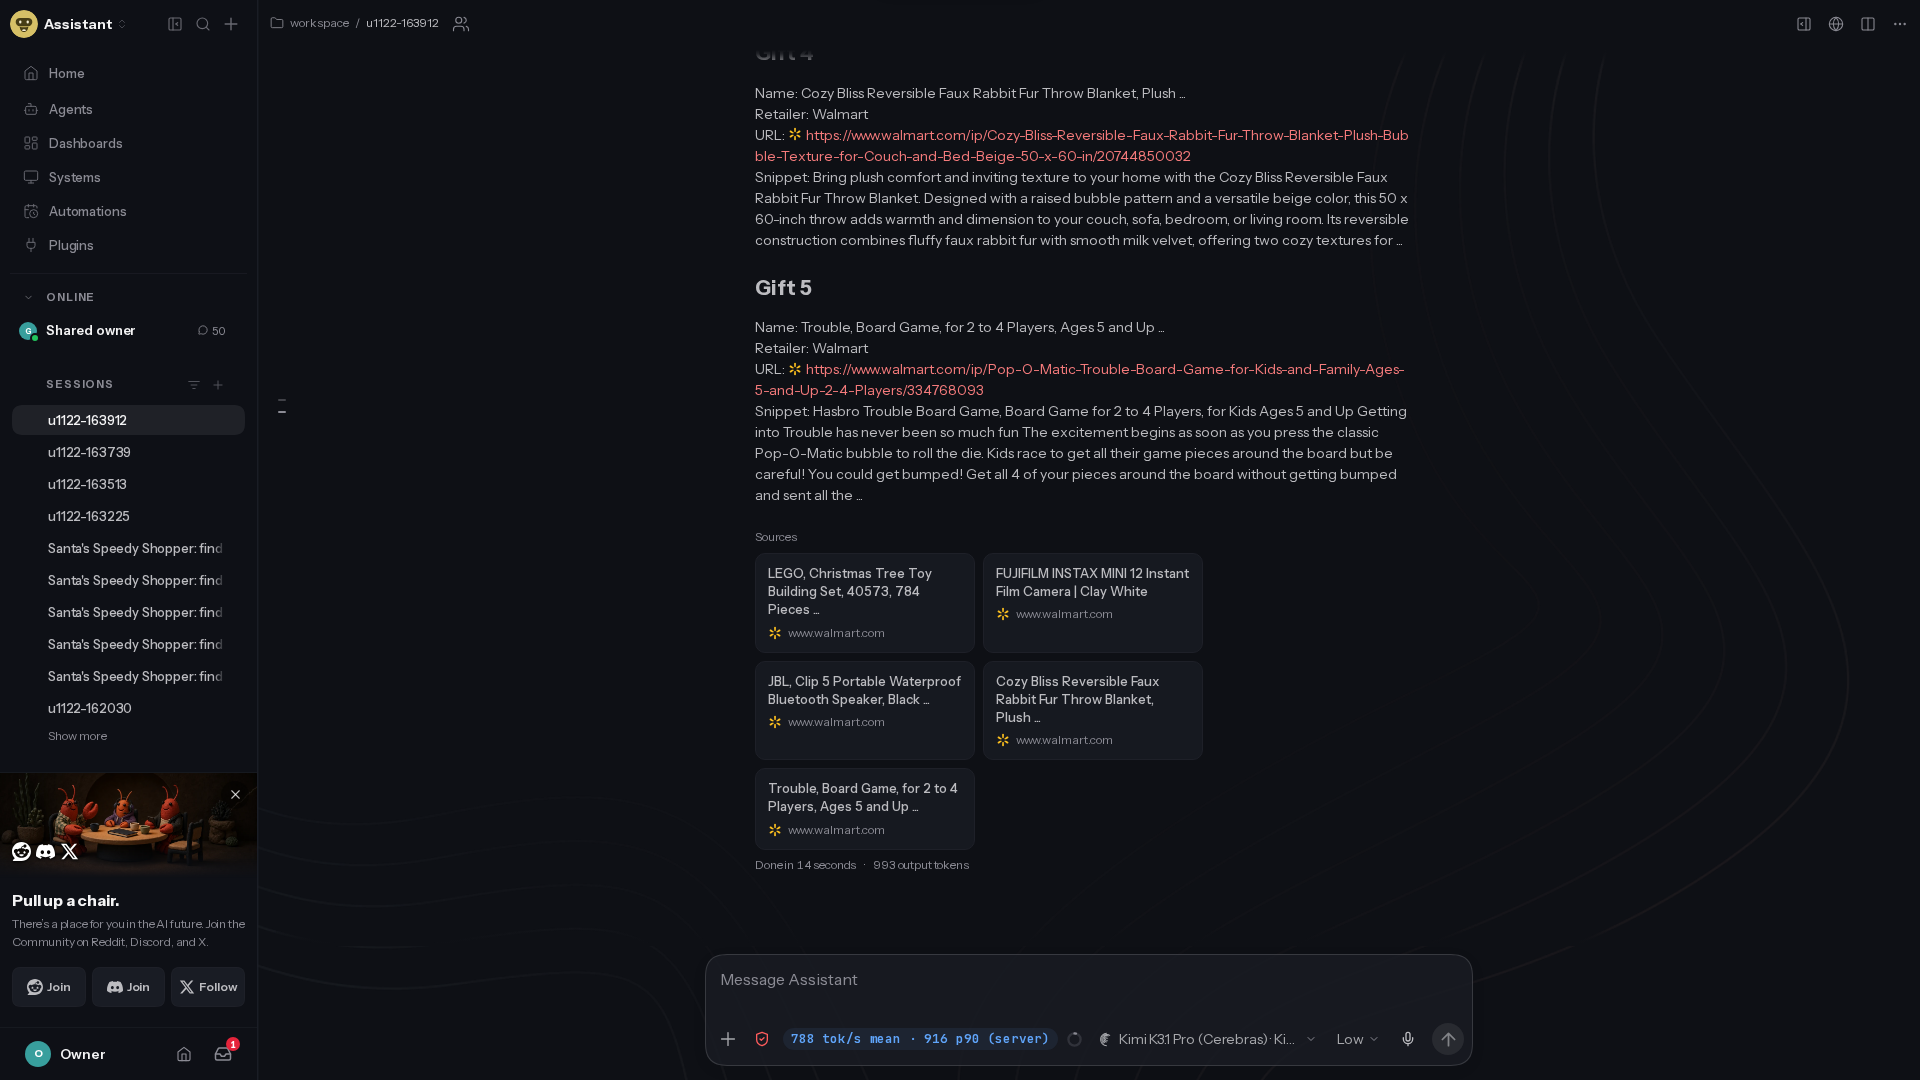 Assistant
Home
Agents
Dashboards
Systems
Automations
Plugins
ONLINE
G
Shared owner
50
SESSIONS
u1122-163912
u1122-163739
u1122-163513
u1122-163225
Santa's Speedy Shopper: find
Santa's Speedy Shopper: find
Santa's Speedy Shopper: find
Santa's Speedy Shopper: find
Santa's Speedy Shopper: find
u1122-162030
Show more
Pull up a chair.
There's a place for you in the AI future. Join the
Community on Reddit, Discord, and X.
Join
Join
Follow
O
Owner
1
workspace / u1122-163912
Gift 4
Name: Cozy Bliss Reversible Faux Rabbit Fur Throw Blanket, Plush ...
Retailer: Walmart
URL: https://www.walmart.com/ip/Cozy-Bliss-Reversible-Faux-Rabbit-Fur-Throw-Blanket-Plush-Bub
ble-Texture-for-Couch-and-Bed-Beige-50-x-60-in/20744850032
Snippet: Bring plush comfort and inviting texture to your home with the Cozy Bliss Reversible Faux
Rabbit Fur Throw Blanket. Designed with a raised bubble pattern and a versatile beige color, this 50 x
60-inch throw adds warmth and dimension to your couch, sofa, bedroom, or living room. Its reversible
construction combines fluffy faux rabbit fur with smooth milk velvet, offering two cozy textures for ...
Gift 5
Name: Trouble, Board Game, for 2 to 4 Players, Ages 5 and Up ...
Retailer: Walmart
URL: https://www.walmart.com/ip/Pop-O-Matic-Trouble-Board-Game-for-Kids-and-Family-Ages-
5-and-Up-2-4-Players/334768093
Snippet: Hasbro Trouble Board Game, Board Game for 2 to 4 Players, for Kids Ages 5 and Up Getting
into Trouble has never been so much fun The excitement begins as soon as you press the classic
Pop-O-Matic bubble to roll the die. Kids race to get all their game pieces around the board but be
careful! You could get bumped! Get all 4 of your pieces around the board without getting bumped
and sent all the ...
Sources
LEGO, Christmas Tree Toy
Building Set, 40573, 784
Pieces ...
www.walmart.com
FUJIFILM INSTAX MINI 12 Instant
Film Camera | Clay White
www.walmart.com
JBL, Clip 5 Portable Waterproof
Bluetooth Speaker, Black ...
www.walmart.com
Cozy Bliss Reversible Faux
Rabbit Fur Throw Blanket,
Plush ...
www.walmart.com
Trouble, Board Game, for 2 to 4
Players, Ages 5 and Up ...
www.walmart.com
Done in 14 seconds · 993 output tokens
Message Assistant
788 tok/s mean · 916 p90 (server)
Kimi K3.1 Pro (Cerebras) · Ki...
Low